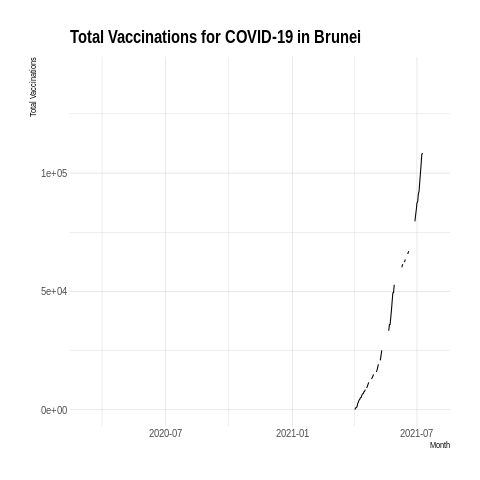 Total Vaccinations for COVID-19 in Brunei
Total Vaccinations
1e+05
5e+04
0e+00
2020-07 2021-01 2021-07
Month